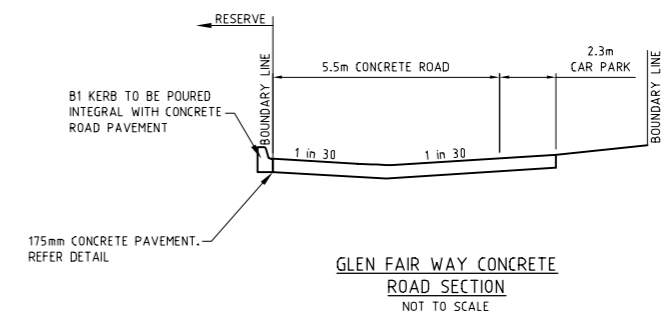 RESERVE
BOUNDARY LINE
5.5m CONCRETE ROAD
2.3m
CAR PARK
BOUNDARY LINE
B1 KERB TO BE POURED
INTEGRAL WITH CONCRETE
ROAD PAVEMENT
1 in 30
1 in 30
175mm CONCRETE PAVEMENT.
REFER DETAIL
GLEN FAIR WAY CONCRETE
ROAD SECTION
NOT TO SCALE